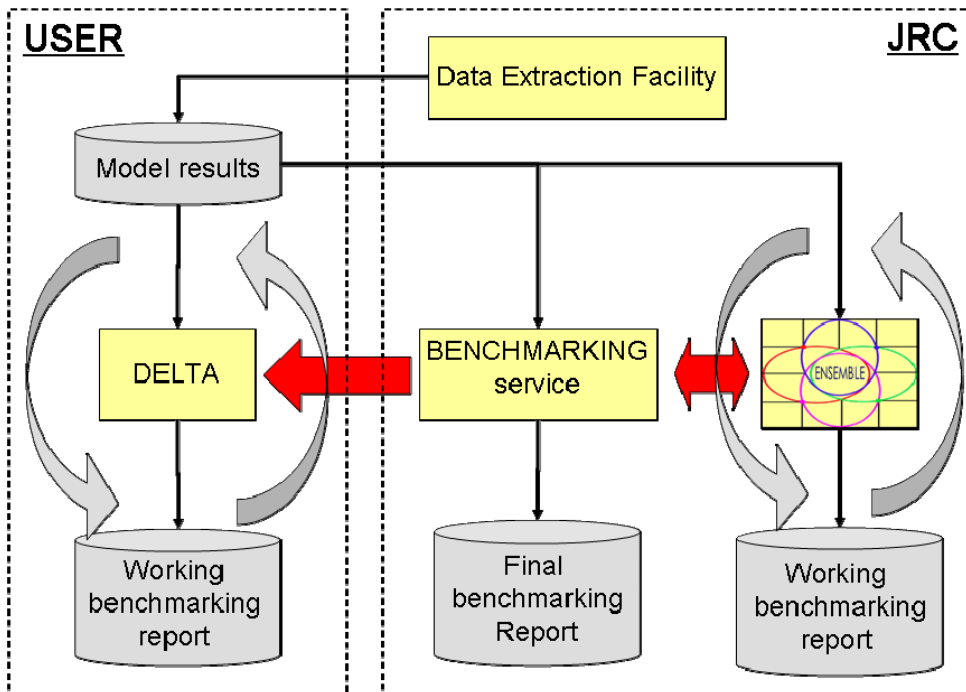 USER
JRC
Data Extraction Facility
Model results
DELTA
BENCHMARKING
service
ENSEMBLE
Working
benchmarking
report
Final
benchmarking
Report
Working
benchmarking
report